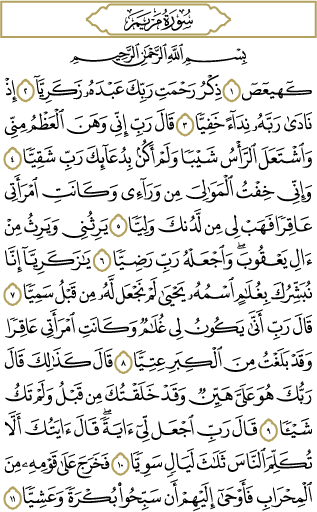 سُورَةُ مَرْيَمَ
بِسْمِ ٱللَّهِ ٱلرَّحْمَٰنِ ٱلرَّحِيمِ
كٓهيعٓصٓ ١ ذِكْرُ رَحْمَتِ رَبِّكَ عَبْدَهُۥ زَكَرِيَّآ ٢ إِذْ
نَادَىٰ رَبَّهُۥ نِدَآءً خَفِيًّا ٣ قَالَ رَبِّ إِنِّى وَهَنَ ٱلْعَظْمُ مِنِّى
وَٱشْتَعَلَ ٱلرَّأْسُ شَيْبًا وَلَمْ أَكُنۢ بِدُعَآئِكَ رَبِّ شَقِيًّا ٤
وَإِنِّى خِفْتُ ٱلْمَوَٰلِىَ مِن وَرَآءِى وَكَانَتِ ٱمْرَأَتِى
عَاقِرًا فَهَبْ لِى مِن لَّدُنكَ وَلِيًّا ٥ يَرِثُنِى وَيَرِثُ مِنْ
ءَالِ يَعْقُوبَ ۖ وَٱجْعَلْهُ رَبِّ رَضِيًّا ٦ يَٰزَكَرِيَّآ إِنَّا
نُبَشِّرُكَ بِغُلَٰمٍ ٱسْمُهُۥ يَحْيَىٰ لَمْ نَجْعَل لَّهُۥ مِن قَبْلُ سَمِيًّا ٧
قَالَ رَبِّ أَنَّىٰ يَكُونُ لِى غُلَٰمٌ وَكَانَتِ ٱمْرَأَتِى عَاقِرًا
وَقَدْ بَلَغْتُ مِنَ ٱلْكِبَرِ عِتِيًّا ٨ قَالَ كَذَٰلِكَ قَالَ
رَبُّكَ هُوَ عَلَىَّ هَيِّنٌ وَقَدْ خَلَقْتُكَ مِن قَبْلُ وَلَمْ تَكُ
شَيْـًٔا ٩ قَالَ رَبِّ ٱجْعَل لِّىٓ ءَايَةً ۚ قَالَ ءَايَتُكَ أَلَّا
تُكَلِّمَ ٱلنَّاسَ ثَلَٰثَ لَيَالٍ سَوِيًّا ١٠ فَخَرَجَ عَلَىٰ قَوْمِهِۦ مِنَ
ٱلْمِحْرَابِ فَأَوْحَىٰٓ إِلَيْهِمْ أَن سَبِّحُوا۟ بُكْرَةً وَعَشِيًّا ١١